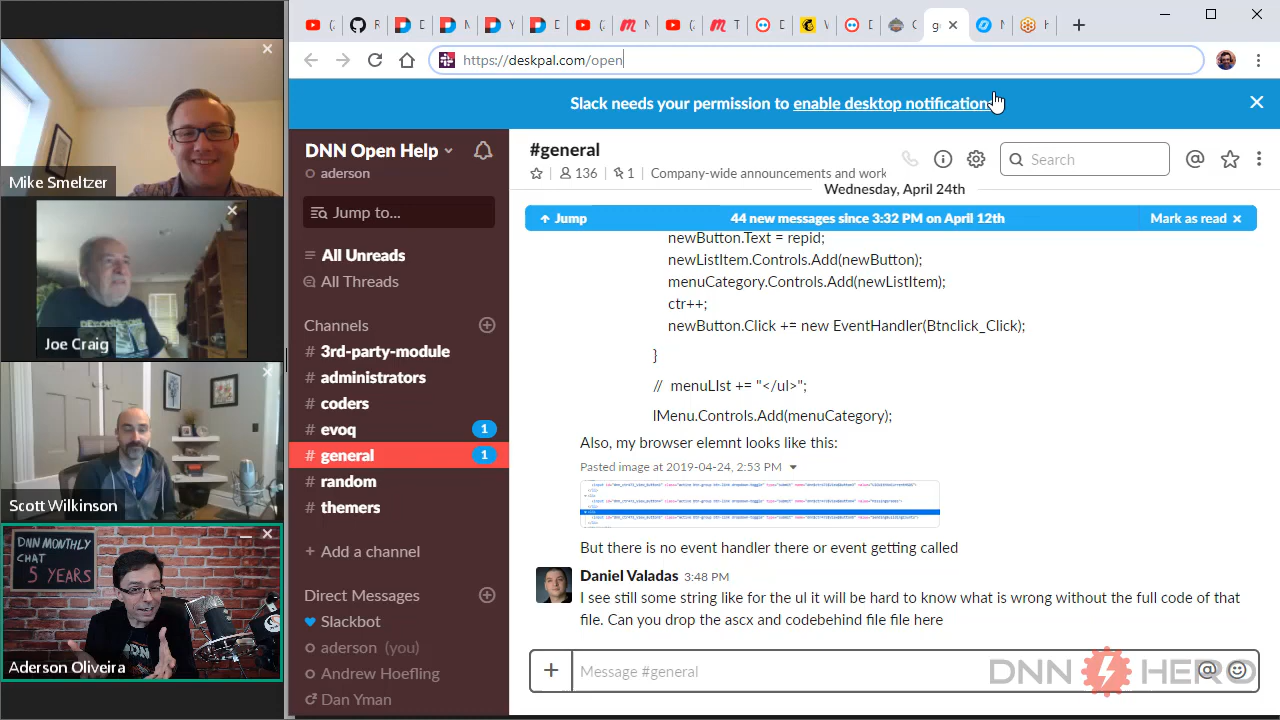 https://deskpal.com/open
Slack needs your permission to enable desktop notifications
Mike Smeltzer
Joe Craig
Scott Wilkinson
DNN MONTHLY
CHAT
5 YEARS
Aderson Oliveira
DNN Open Help
aderson
Jump to...
All Unreads
All Threads
Channels
# 3rd-party-module
# administrators
# coders
# evoq 1
# general 1
# random
# themers
+ Add a channel
Direct Messages
Slackbot
aderson (you)
Andrew Hoefling
Dan Yman
#general
136 1 Company-wide announcements and work
Search
Wednesday, April 24th
Jump 44 new messages since 3:32 PM on April 12th Mark as read
newButton.Text = repid;
newListItem.Controls.Add(newButton);
menuCategory.Controls.Add(newListItem);
ctr++;
newButton.Click += new EventHandler(Btnclick_Click);
}
// menuLIst += "</ul>";
lMenu.Controls.Add(menuCategory);
Also, my browser elemnt looks like this:
Pasted image at 2019-04-24, 2:53 PM
But there is no event handler there or event getting called
Daniel Valadas 3:48 PM
I see still some string like for the ul it will be hard to know what is wrong without the full code of that
file. Can you drop the ascx and codebehind file file here
Message #general
DNN HERO